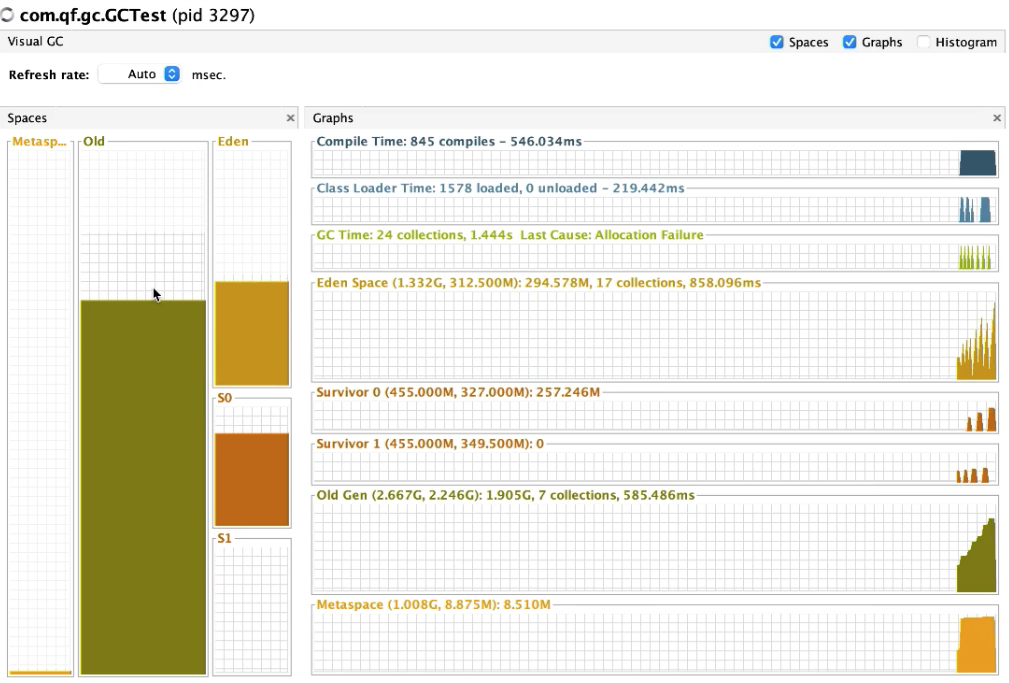 com.qf.gc.GCTest (pid 3297)
Visual GC
Spaces
Graphs
Histogram
Refresh rate: Auto msec.
Spaces
Graphs
Metasp...
Old
Eden
S0
S1
Compile Time: 845 compiles - 546.034ms
Class Loader Time: 1578 loaded, 0 unloaded - 219.442ms
GC Time: 24 collections, 1.444s Last Cause: Allocation Failure
Eden Space (1.332G, 312.500M): 294.578M, 17 collections, 858.096ms
Survivor 0 (455.000M, 327.000M): 257.246M
Survivor 1 (455.000M, 349.500M): 0
Old Gen (2.667G, 2.246G): 1.905G, 7 collections, 585.486ms
Metaspace (1.008G, 8.875M): 8.510M